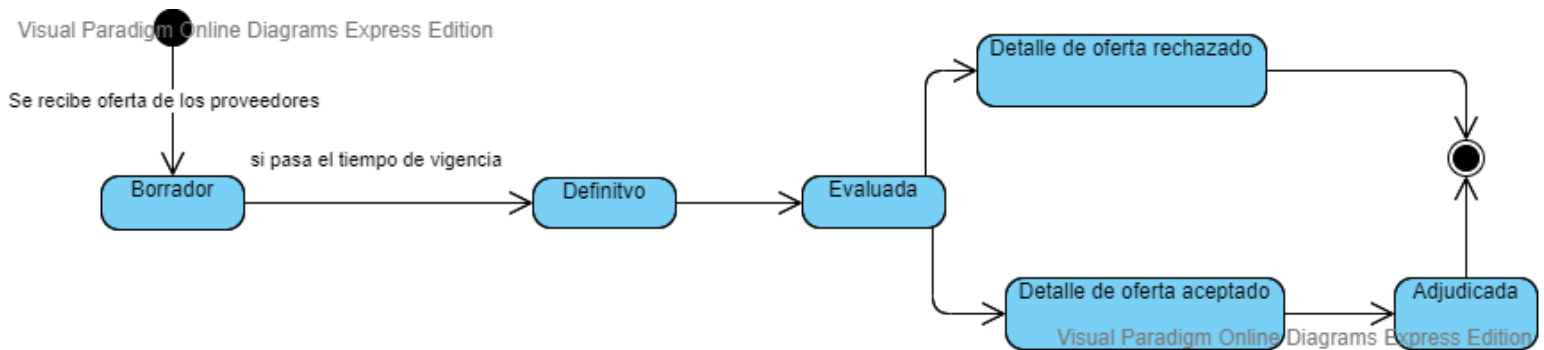 Visual Paradigm Online Diagrams Express Edition
Detalle de oferta rechazado
Se recibe oferta de los proveedores
si pasa el tiempo de vigencia
Borrador
Definitvo
Evaluada
Detalle de oferta aceptado
Adjudicada
Visual Paradigm Online Diagrams Express Edition